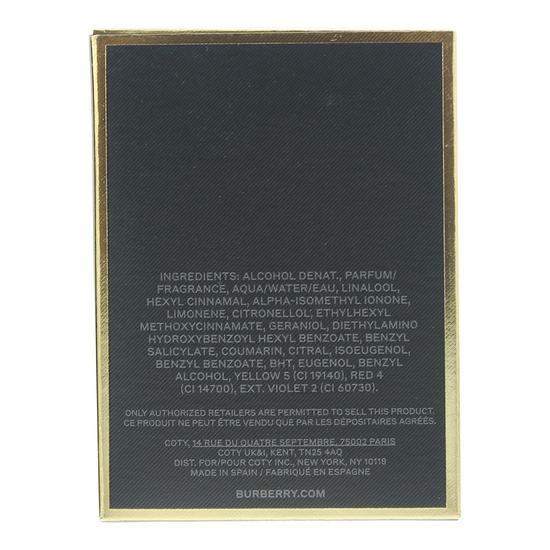 INGREDIENTS: ALCOHOL DENAT., PARFUM/
FRAGRANCE, AQUA/WATER/EAU, LINALOOL,
HEXYL CINNAMAL, ALPHA-ISOMETHYL IONONE,
LIMONENE, CITRONELLOL, ETHYLHEXYL
METHOXYCINNAMATE, GERANIOL, DIETHYLAMINO
HYDROXYBENZOYL HEXYL BENZOATE, BENZYL
SALICYLATE, COUMARIN, CITRAL, ISOEUGENOL,
BENZYL BENZOATE, BHT, EUGENOL, BENZYL
ALCOHOL, YELLOW 5 (CI 19140), RED 4
(CI 14700), EXT. VIOLET 2 (CI 60730).
ONLY AUTHORIZED RETAILERS ARE PERMITTED TO SELL THIS PRODUCT.
CE PRODUIT NE PEUT ÊTRE VENDU QUE PAR LES DÉPOSITAIRES AGRÉÉS.
COTY, 14 RUE DU QUATRE SEPTEMBRE, 75002 PARIS
COTY UK&I, KENT, TN25 4AQ
DIST. FOR/POUR COTY INC., NEW YORK, NY 10118
MADE IN SPAIN / FABRIQUÉ EN ESPAGNE
BURBERRY.COM